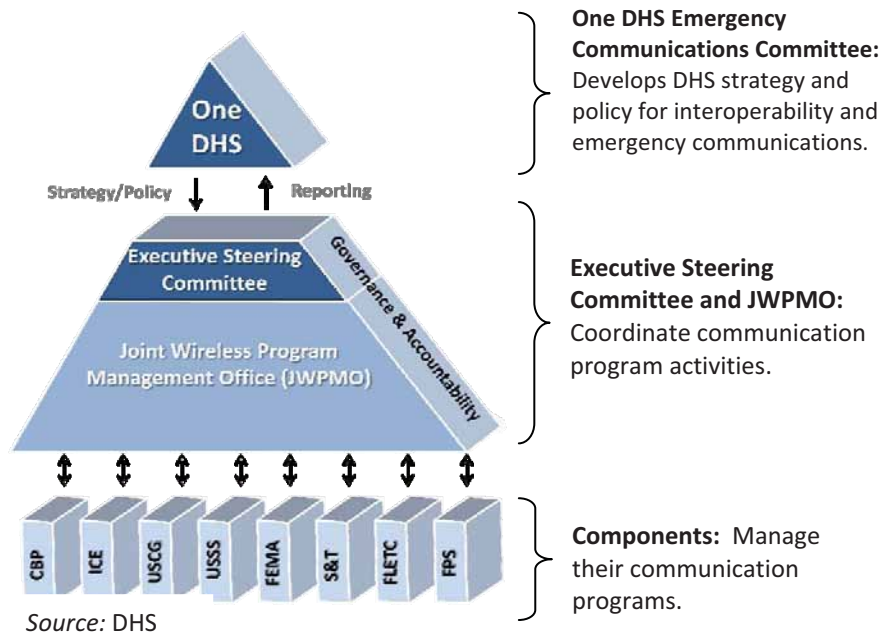 One
DHS
Strategy/Policy
Reporting
Executive Steering
Committee
Joint Wireless Program
Management Office (JWPMO)
Governance & Accountability
CBP
ICE
USCG
USSS
FEMA
S&T
FLETC
FPS
Source: DHS
One DHS Emergency
Communications Committee:
Develops DHS strategy and
policy for interoperability and
emergency communications.
Executive Steering
Committee and JWPMO:
Coordinate communication
program activities.
Components: Manage
their communication
programs.